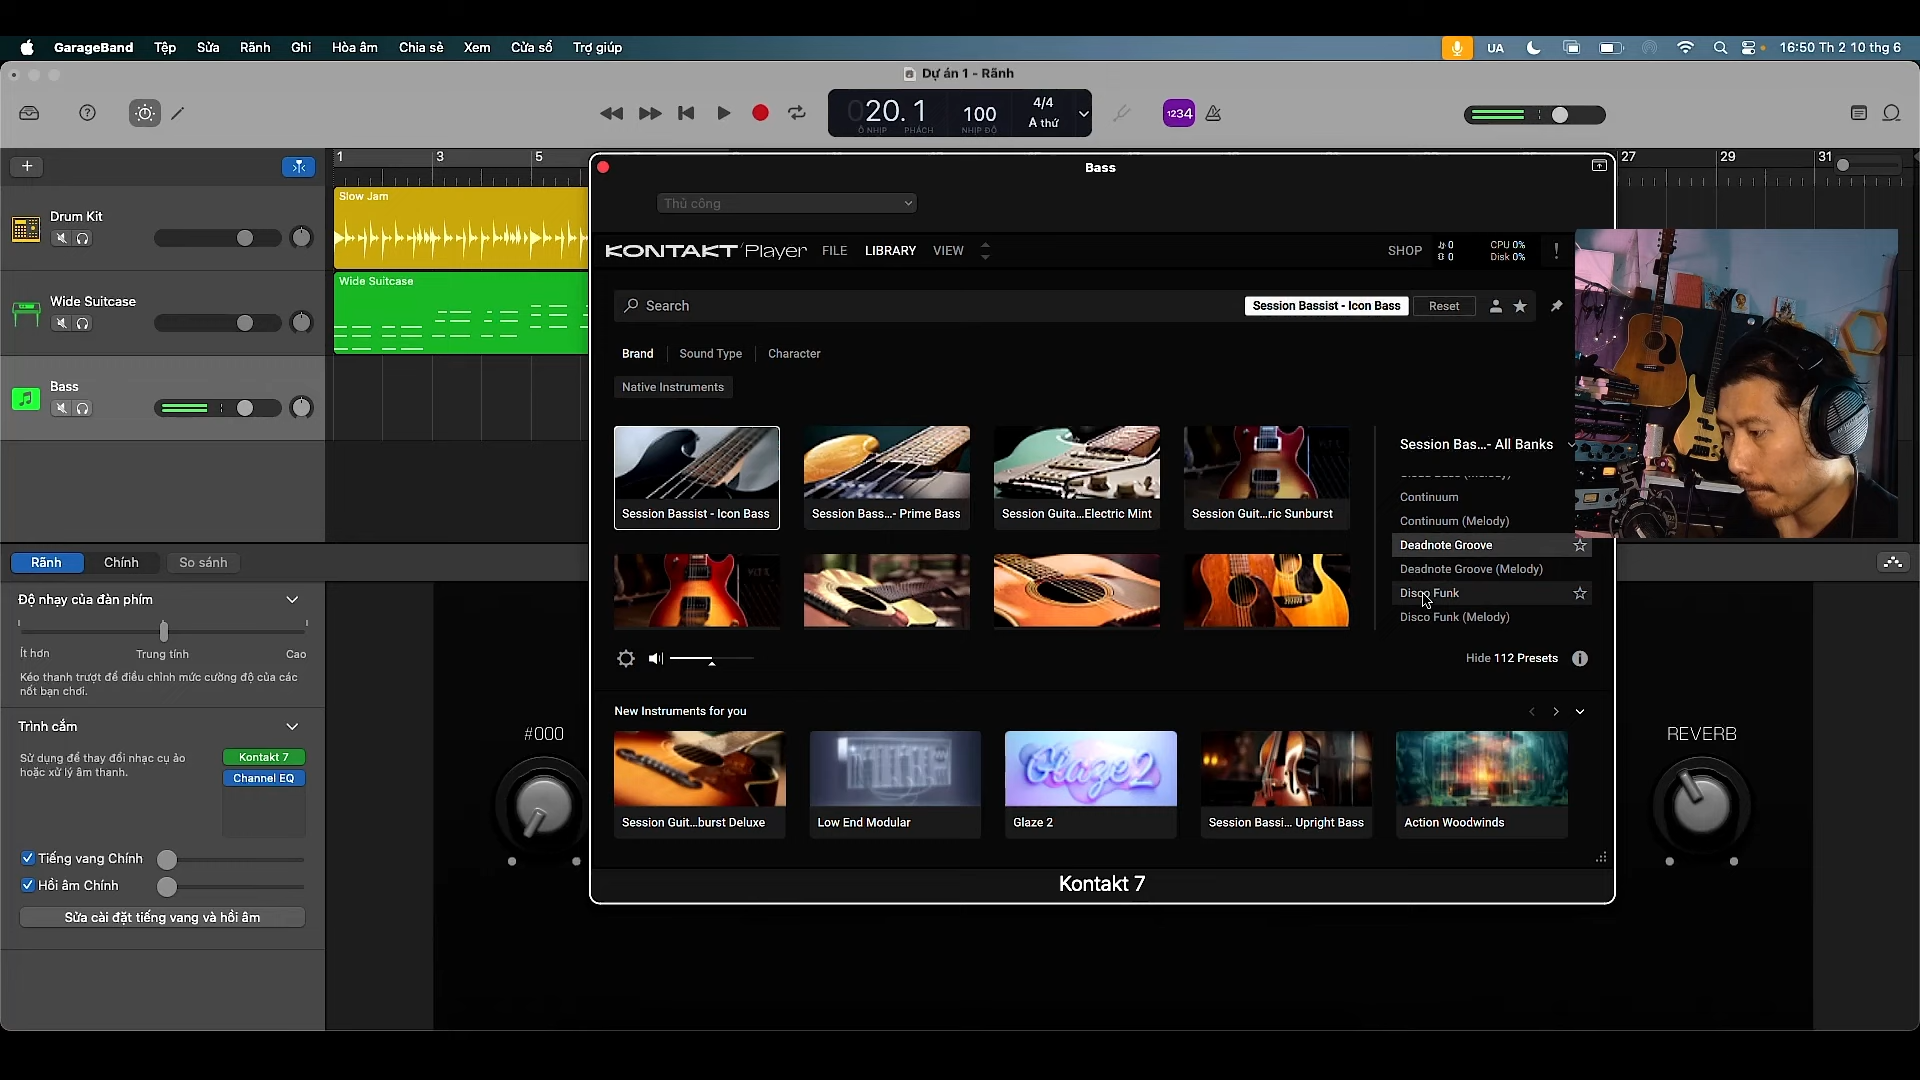 GarageBand Tệp Sửa Rãnh Ghi Hòa âm Chia sẻ Xem Cửa sổ Trợ giúp UA 16:50 Th 2 10 thg 6
Dự án 1 - Rãnh
020.1 100 4/4
A thứ
Ô NHỊP PHÁCH NHỊP ĐỘ
1234
1 3 5 27 29 31
Drum Kit
Wide Suitcase
Bass
Slow Jam
Wide Suitcase
Bass
Thủ công
KONTAKT Player FILE LIBRARY VIEW SHOP 0 0 CPU 0% Disk 0% !
Search Session Bassist - Icon Bass Reset
Brand Sound Type Character
Native Instruments
Session Bassist - Icon Bass
Session Bass...- Prime Bass
Session Guita...Electric Mint
Session Guit...ric Sunburst
Session Bas...- All Banks
Continuum
Continuum (Melody)
Deadnote Groove
Deadnote Groove (Melody)
Disco Funk
Disco Funk (Melody)
Hide 112 Presets
New Instruments for you
Session Guit...burst Deluxe
Low End Modular
Glaze2
Glaze 2
Session Bassi... Upright Bass
Action Woodwinds
Kontakt 7
Rãnh Chính So sánh
Độ nhạy của đàn phím
Ít hơn Trung tính Cao
Kéo thanh trượt để điều chỉnh mức cường độ của các
nốt bạn chơi.
Trình cắm
Sử dụng để thay đổi nhạc cụ ảo
hoặc xử lý âm thanh.
Kontakt 7
Channel EQ
Tiếng vang Chính
Hồi âm Chính
Sửa cài đặt tiếng vang và hồi âm
#000
REVERB